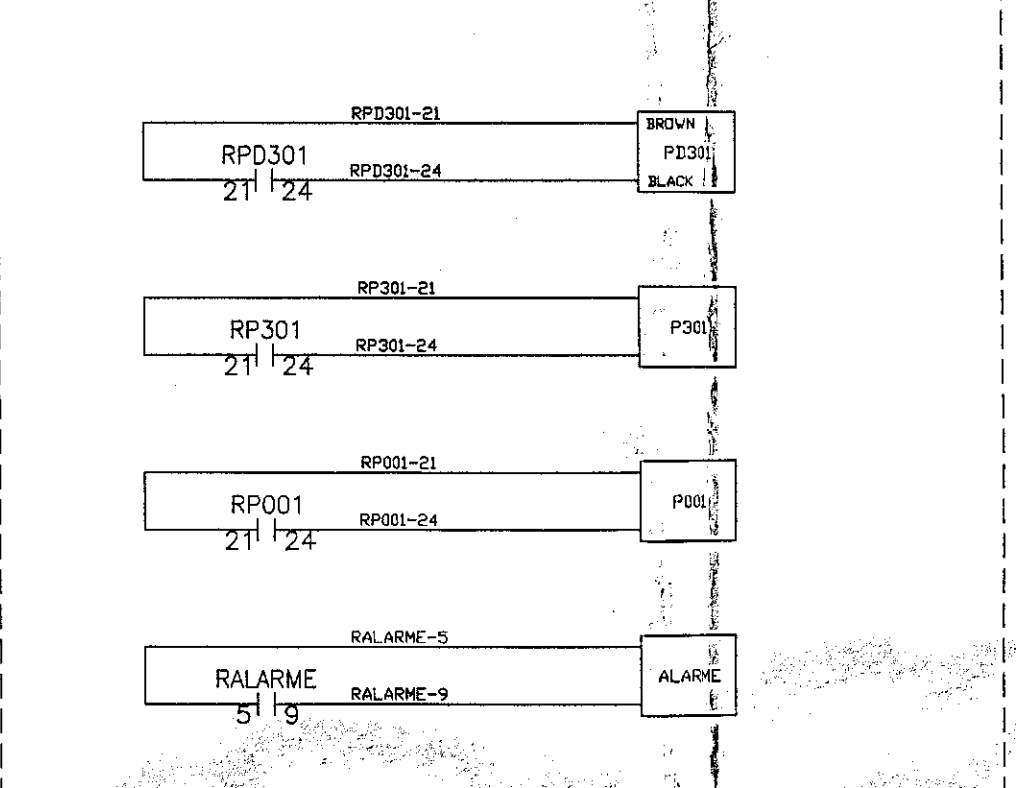 RPD301-21
BROWN
RPD301
PD301
RPD301-24
BLACK
21 24
RP301-21
RP301
P301
RP301-24
21 24
RP001-21
RP001
P001
RP001-24
21 24
RALARME-5
RALARME
ALARME
RALARME-9
5 9